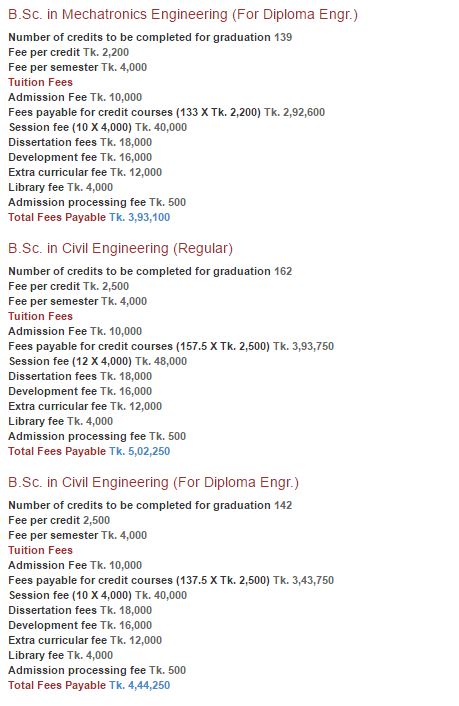 B.Sc. in Mechatronics Engineering (For Diploma Engr.)
Number of credits to be completed for graduation 139
Fee per credit Tk. 2,200
Fee per semester Tk. 4,000
Tuition Fees
Admission Fee Tk. 10,000
Fees payable for credit courses (133 X Tk. 2,200) Tk. 2,92,600
Session fee (10 X 4,000) Tk. 40,000
Dissertation fees Tk. 18,000
Development fee Tk. 16,000
Extra curricular fee Tk. 12,000
Library fee Tk. 4,000
Admission processing fee Tk. 500
Total Fees Payable Tk. 3,93,100
B.Sc. in Civil Engineering (Regular)
Number of credits to be completed for graduation 162
Fee per credit Tk. 2,500
Fee per semester Tk. 4,000
Tuition Fees
Admission Fee Tk. 10,000
Fees payable for credit courses (157.5 X Tk. 2,500) Tk. 3,93,750
Session fee (12 X 4,000) Tk. 48,000
Dissertation fees Tk. 18,000
Development fee Tk. 16,000
Extra curricular fee Tk. 12,000
Library fee Tk. 4,000
Admission processing fee Tk. 500
Total Fees Payable Tk. 5,02,250
B.Sc. in Civil Engineering (For Diploma Engr.)
Number of credits to be completed for graduation 142
Fee per credit 2,500
Fee per semester Tk. 4,000
Tuition Fees
Admission Fee Tk. 10,000
Fees payable for credit courses (137.5 X Tk. 2,500) Tk. 3,43,750
Session fee (10 X 4,000) Tk. 40,000
Dissertation fees Tk. 18,000
Development fee Tk. 16,000
Extra curricular fee Tk. 12,000
Library fee Tk. 4,000
Admission processing fee Tk. 500
Total Fees Payable Tk. 4,44,250